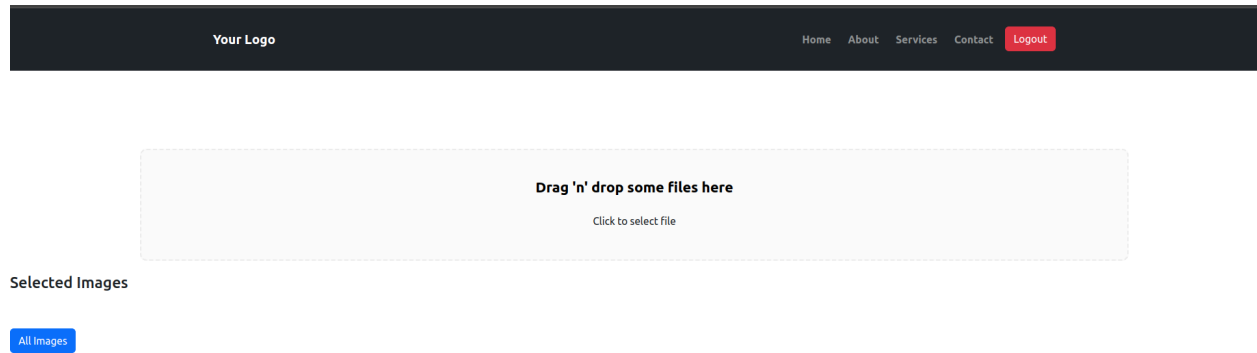 Your Logo Home About Services Contact Logout
Drag 'n' drop some files here
Click to select file
Selected Images
All Images